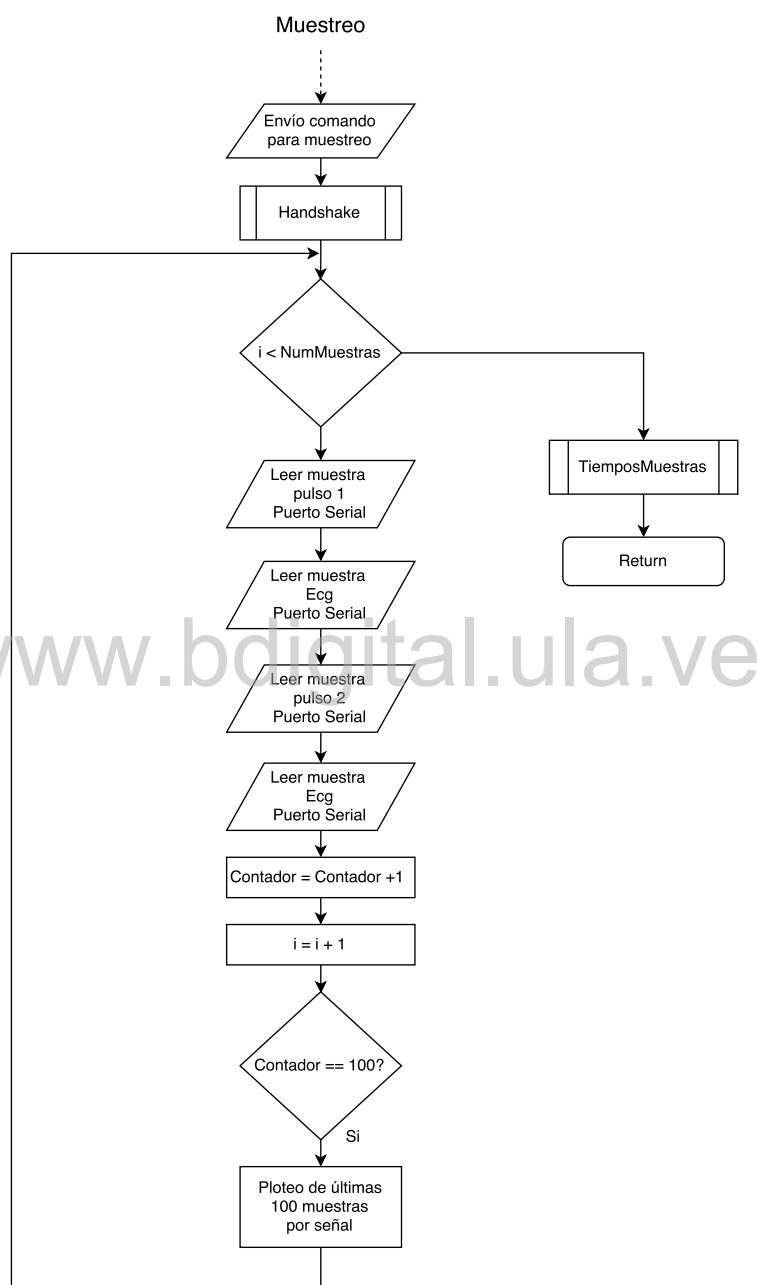 Muestreo
Envío comando
para muestreo
Handshake
i < NumMuestras
Leer muestra
pulso 1
Puerto Serial
TiemposMuestras
Return
Leer muestra
Ecg
Puerto Serial
www.bdigital.ula.ve
Leer muestra
pulso 2
Puerto Serial
Leer muestra
Ecg
Puerto Serial
Contador = Contador +1
i = i + 1
Contador == 100?
Si
Ploteo de últimas
100 muestras
por señal